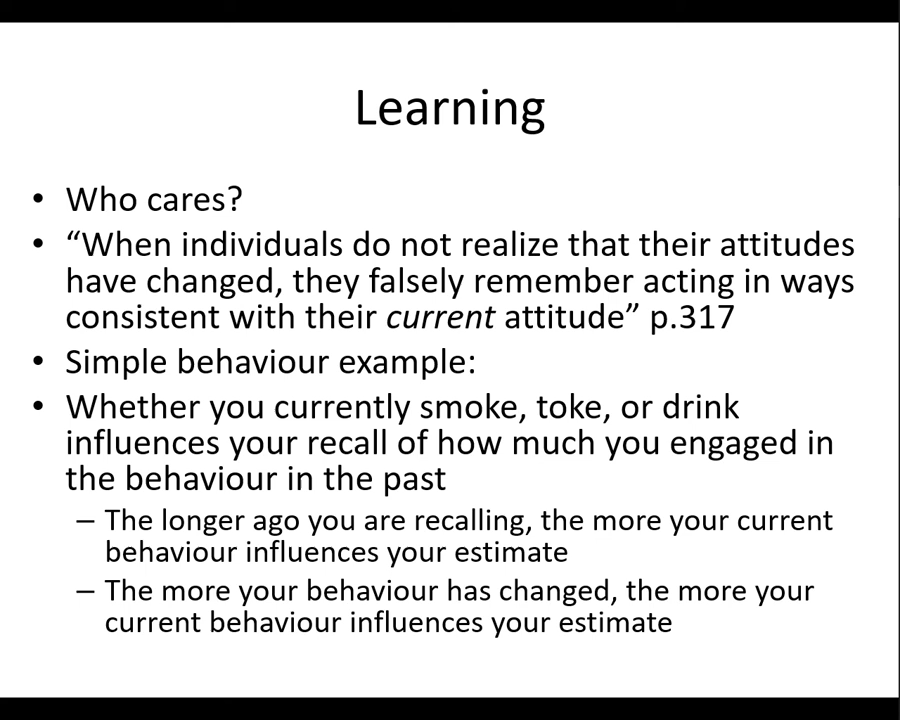 Learning
• Who cares?
• “When individuals do not realize that their attitudes
have changed, they falsely remember acting in ways
consistent with their current attitude” p.317
• Simple behaviour example:
• Whether you currently smoke, toke, or drink
influences your recall of how much you engaged in
the behaviour in the past
– The longer ago you are recalling, the more your current
behaviour influences your estimate
– The more your behaviour has changed, the more your
current behaviour influences your estimate